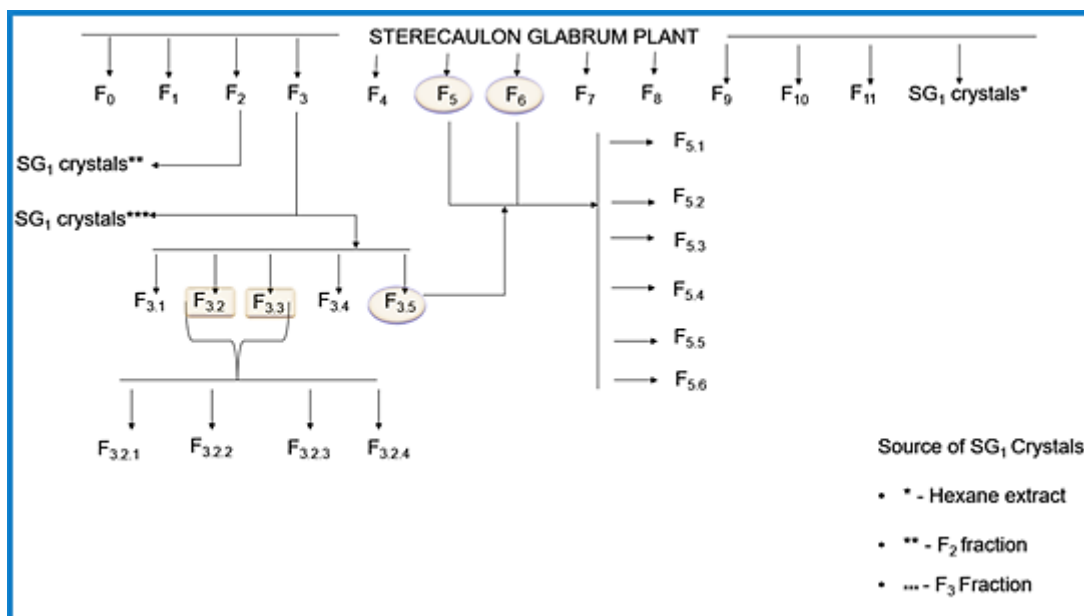 STERECAULON GLABRUM PLANT
F0 F1 F2 F3 F4 F5 F6 F7 F8 F9 F10 F11 SG1 crystals*
F5.1
SG1 crystals**
F5.2
SG1 crystals***
F5.3
F3.1 F3.2 F3.3 F3.4 F3.5
F5.4
F5.5
F5.6
F3.2.1 F3.2.2 F3.2.3 F3.2.4
Source of SG1 Crystals
• * - Hexane extract
• ** - F2 fraction
• ... - F3 Fraction